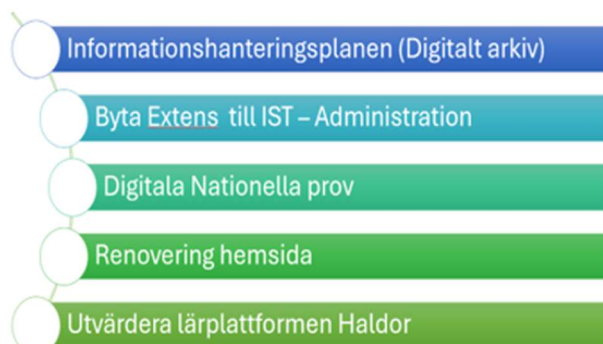 Informationshanteringsplanen (Digitalt arkiv)
Byta Extens till IST – Administration
Digitala Nationella prov
Renovering hemsida
Utvärdera lärplattformen Haldor